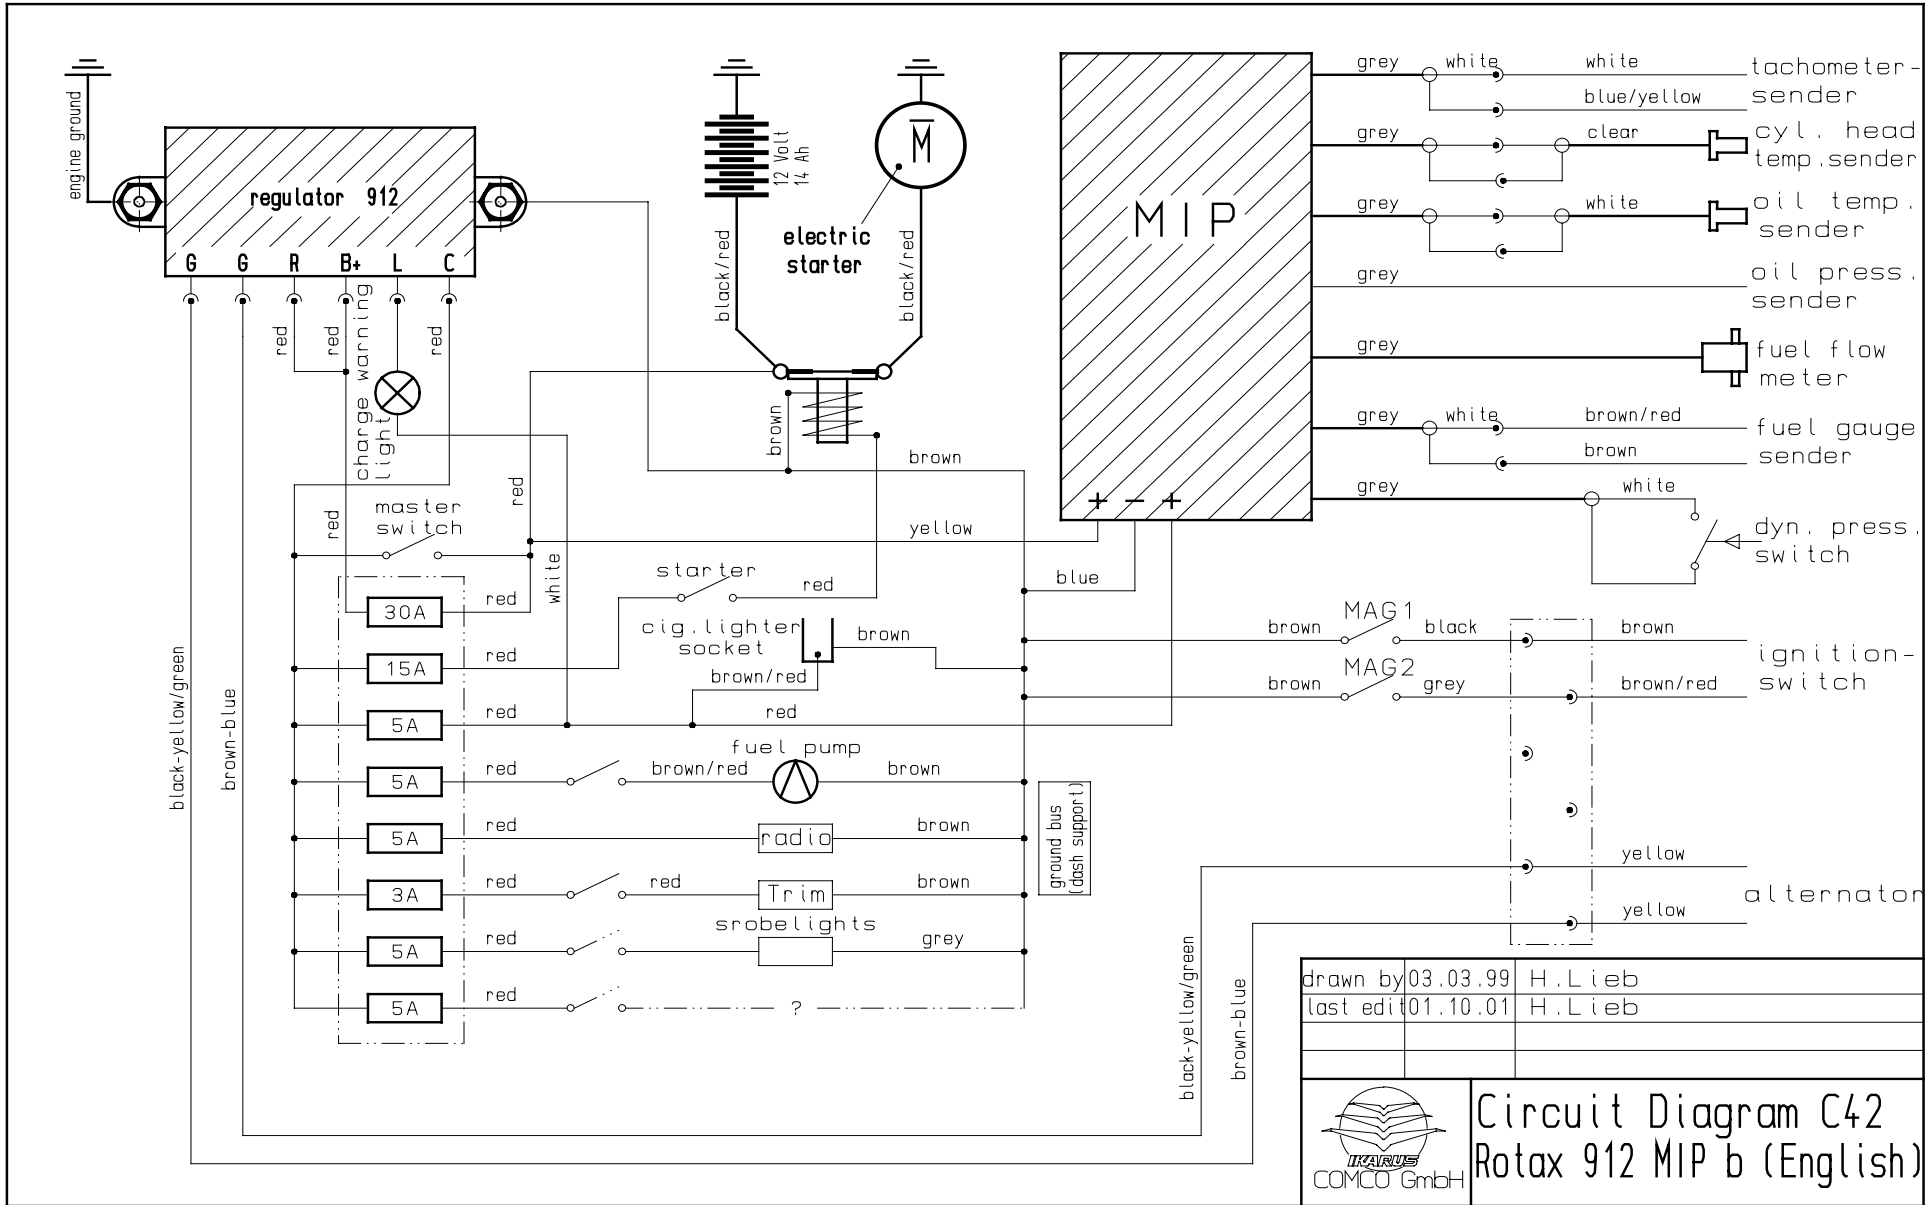 engine ground
regulator 912
G G R B+ L C
red
red
red
charge warning
light
12 Volt
14 Ah
black/red
black/red
electric
starter
brown
brown
red
red
master
switch
yellow
white
MIP
+ - +
grey
white
white
blue/yellow
tachometer-
sender
grey
clear
cyl. head
temp.sender
grey
white
oil temp.
sender
grey
oil press.
sender
grey
fuel flow
meter
grey
white
brown/red
brown
fuel gauge
sender
grey
white
dyn. press.
switch
blue
30A
red
starter
red
15A
red
cig.lighter
socket
brown
brown/red
5A
red
red
5A
red
brown/red
fuel pump
brown
5A
red
radio
brown
3A
red
red
Trim
brown
5A
red
srobelights
grey
5A
red
?
ground bus
(dash support)
black-yellow/green
brown-blue
brown
MAG1
black
brown
brown
MAG2
grey
brown/red
ignition-
switch
yellow
yellow
alternator
black-yellow/green
brown-blue
drawn by 03.03.99 H.Lieb
last edit 01.10.01 H.Lieb
IKARUS
COMCO GmbH
Circuit Diagram C42
Rotax 912 MIP b (English)
M